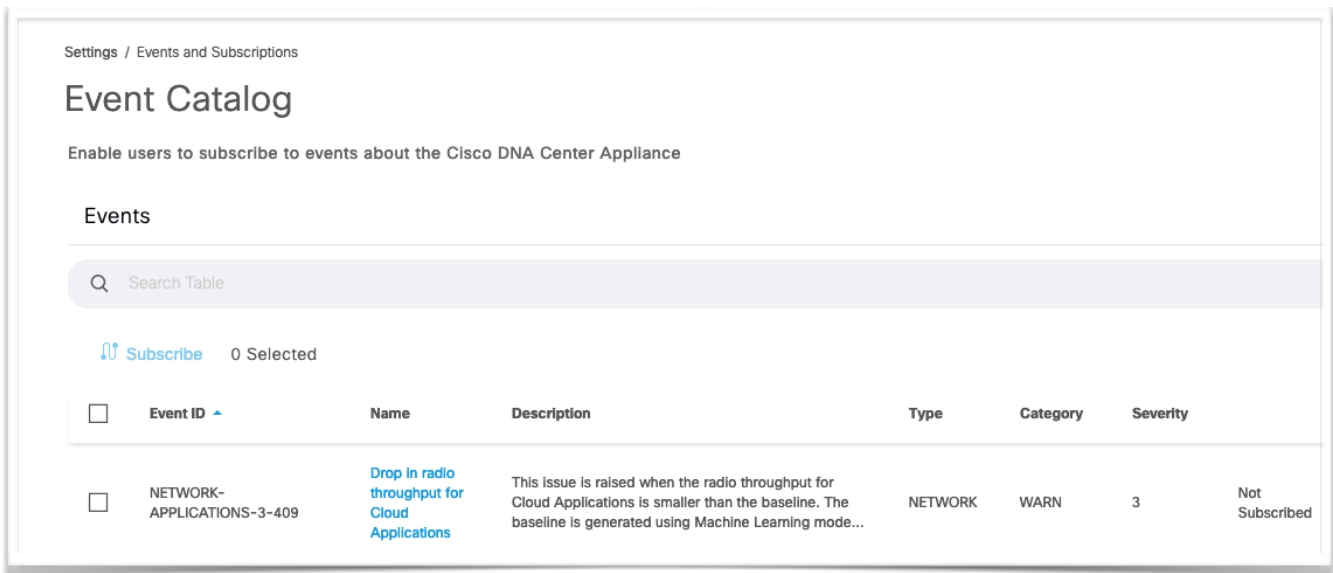 Settings / Events and Subscriptions
Event Catalog
Enable users to subscribe to events about the Cisco DNA Center Appliance
Events
Search Table
Subscribe 0 Selected
Event ID Name Description Type Category Severity
NETWORK-
APPLICATIONS-3-409
Drop in radio
throughput for
Cloud
Applications
This issue is raised when the radio throughput for
Cloud Applications is smaller than the baseline. The
baseline is generated using Machine Learning mode...
NETWORK
WARN
3
Not
Subscribed